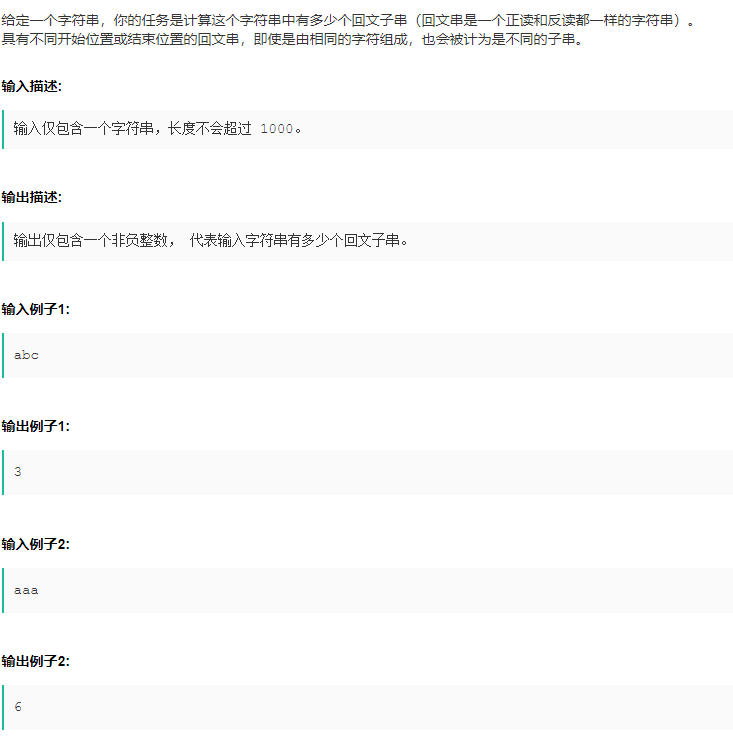 给定一个字符串，你的任务是计算这个字符串中有多少个回文子串（回文串是一个正读和反读都一样的字符串）。
具有不同开始位置或结束位置的回文串，即使是由相同的字符组成，也会被计为是不同的子串。
输入描述:
输入仅包含一个字符串，长度不会超过 1000。
输出描述:
输出仅包含一个非负整数， 代表输入字符串有多少个回文子串。
输入例子1:
abc
输出例子1:
3
输入例子2:
aaa
输出例子2:
6